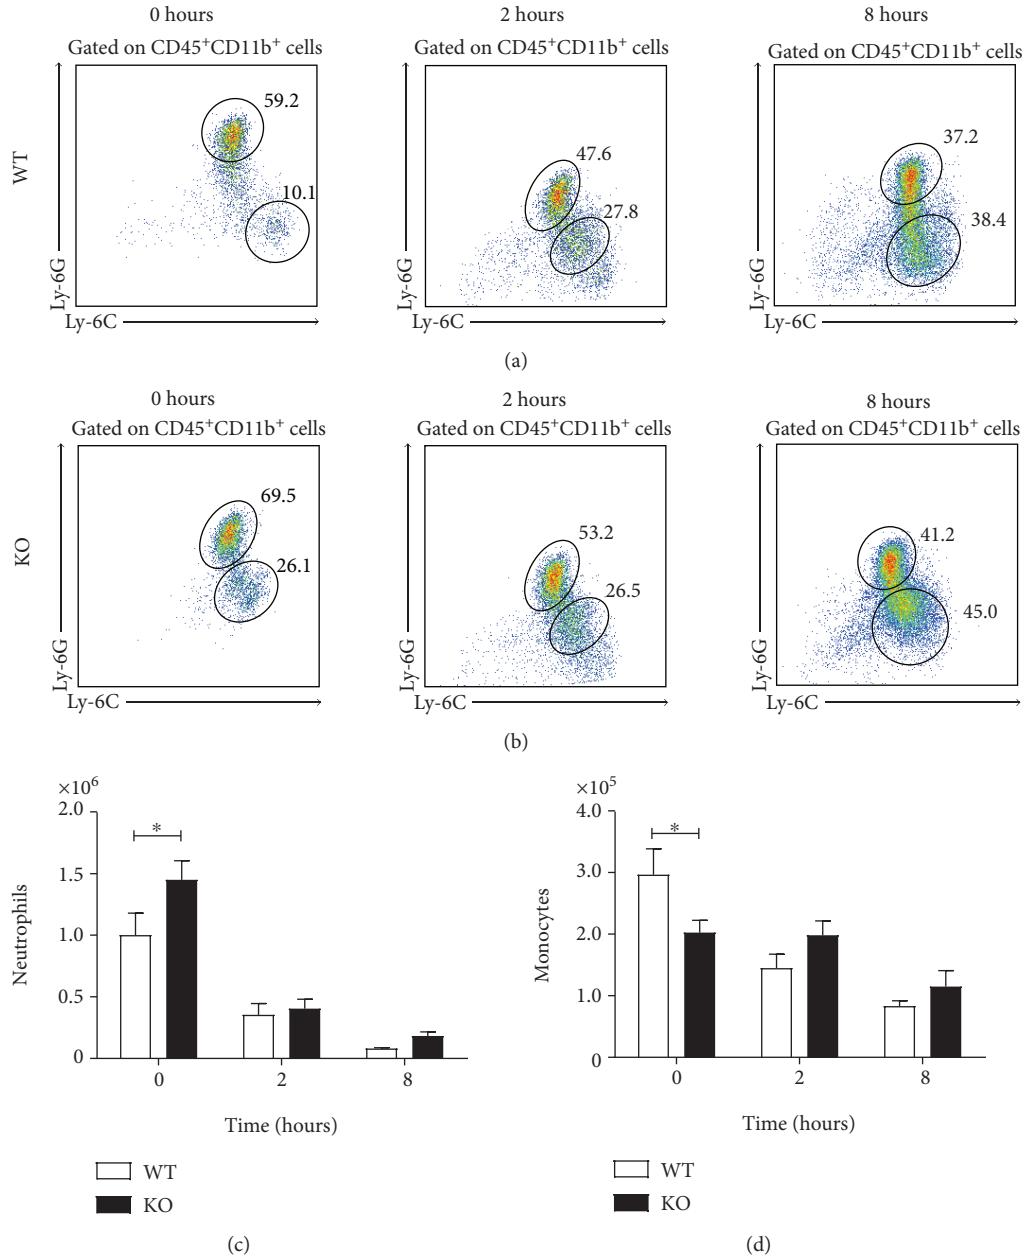 0 hours
2 hours
8 hours
Gated on CD45⁺CD11b⁺ cells
Gated on CD45⁺CD11b⁺ cells
Gated on CD45⁺CD11b⁺ cells
WT
59.2
10.1
Ly-6G
Ly-6C
47.6
27.8
Ly-6G
Ly-6C
37.2
38.4
Ly-6G
Ly-6C
(a)
0 hours
2 hours
8 hours
Gated on CD45⁺CD11b⁺ cells
Gated on CD45⁺CD11b⁺ cells
Gated on CD45⁺CD11b⁺ cells
KO
69.5
26.1
Ly-6G
Ly-6C
53.2
26.5
Ly-6G
Ly-6C
41.2
45.0
Ly-6G
Ly-6C
(b)
×10⁶
2.0
1.5
1.0
0.5
0
Neutrophils
*
0 2 8
Time (hours)
WT
KO
(c)
×10⁵
4.0
3.0
2.0
1.0
0
Monocytes
*
0 2 8
Time (hours)
WT
KO
(d)